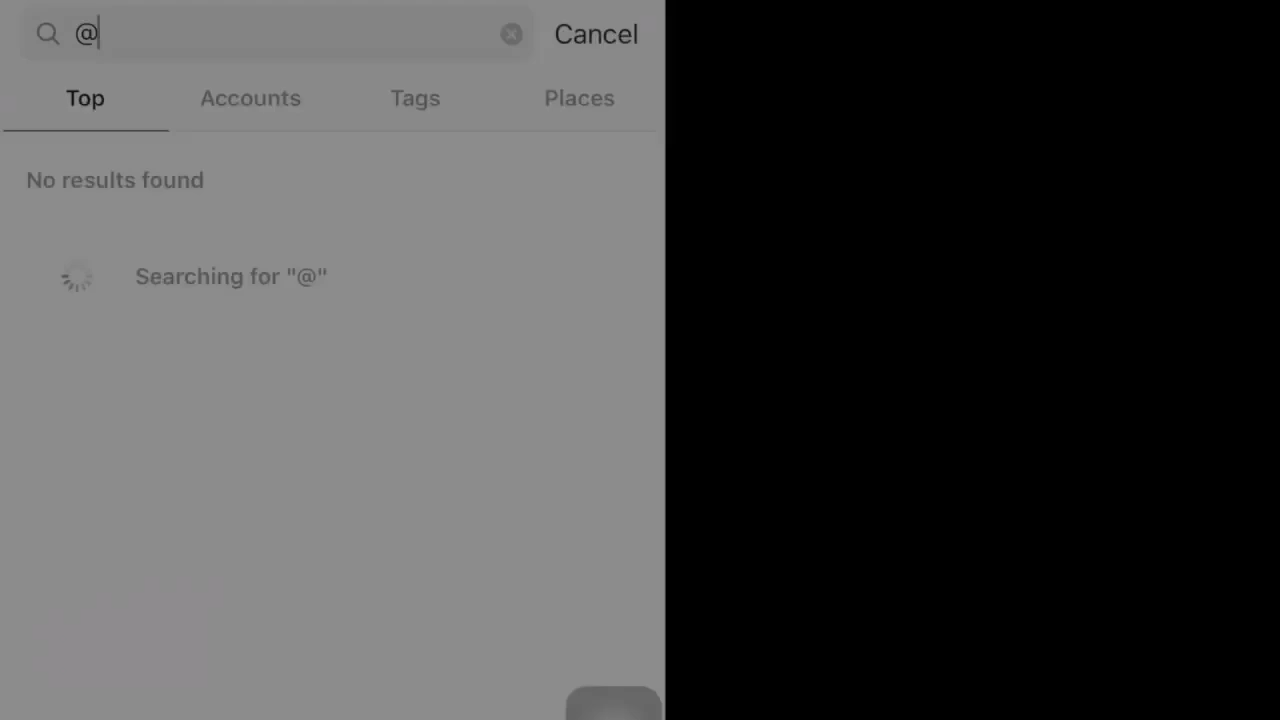 @
Cancel
Top
Accounts
Tags
Places
No results found
Searching for "@"